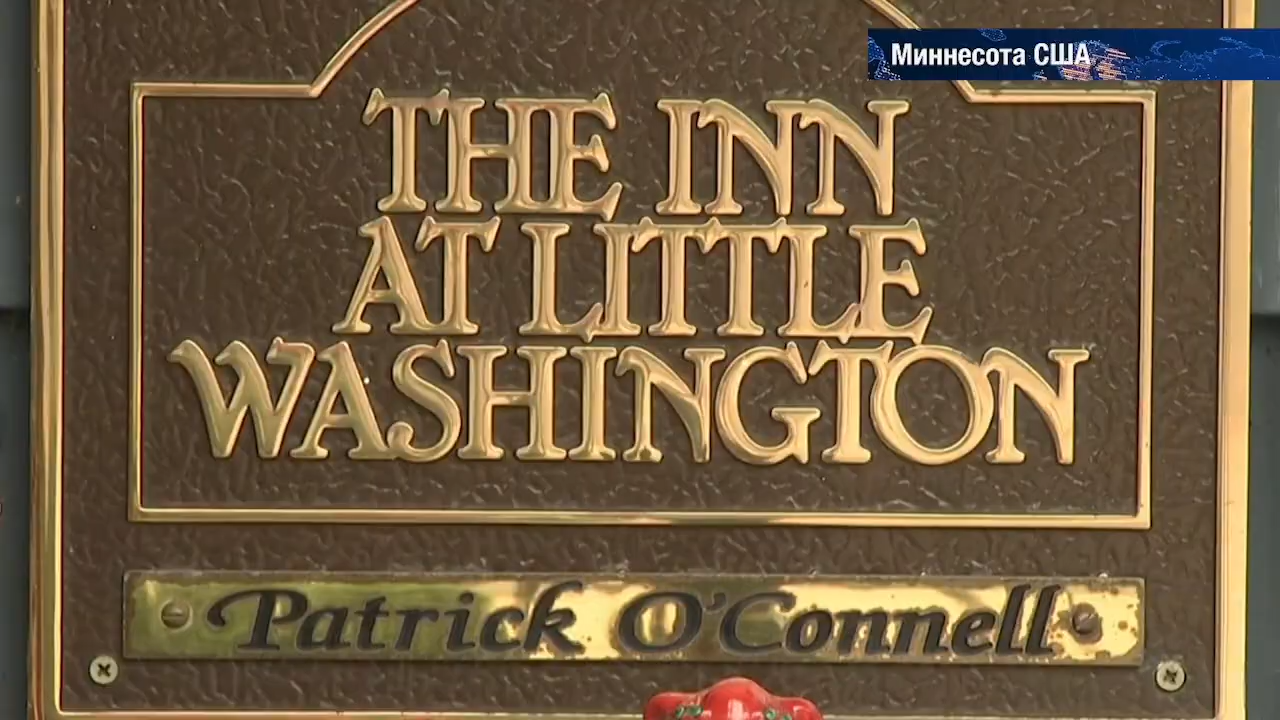 Миннесота США
THE INN
AT LITTLE
WASHINGTON
Patrick O'Connell